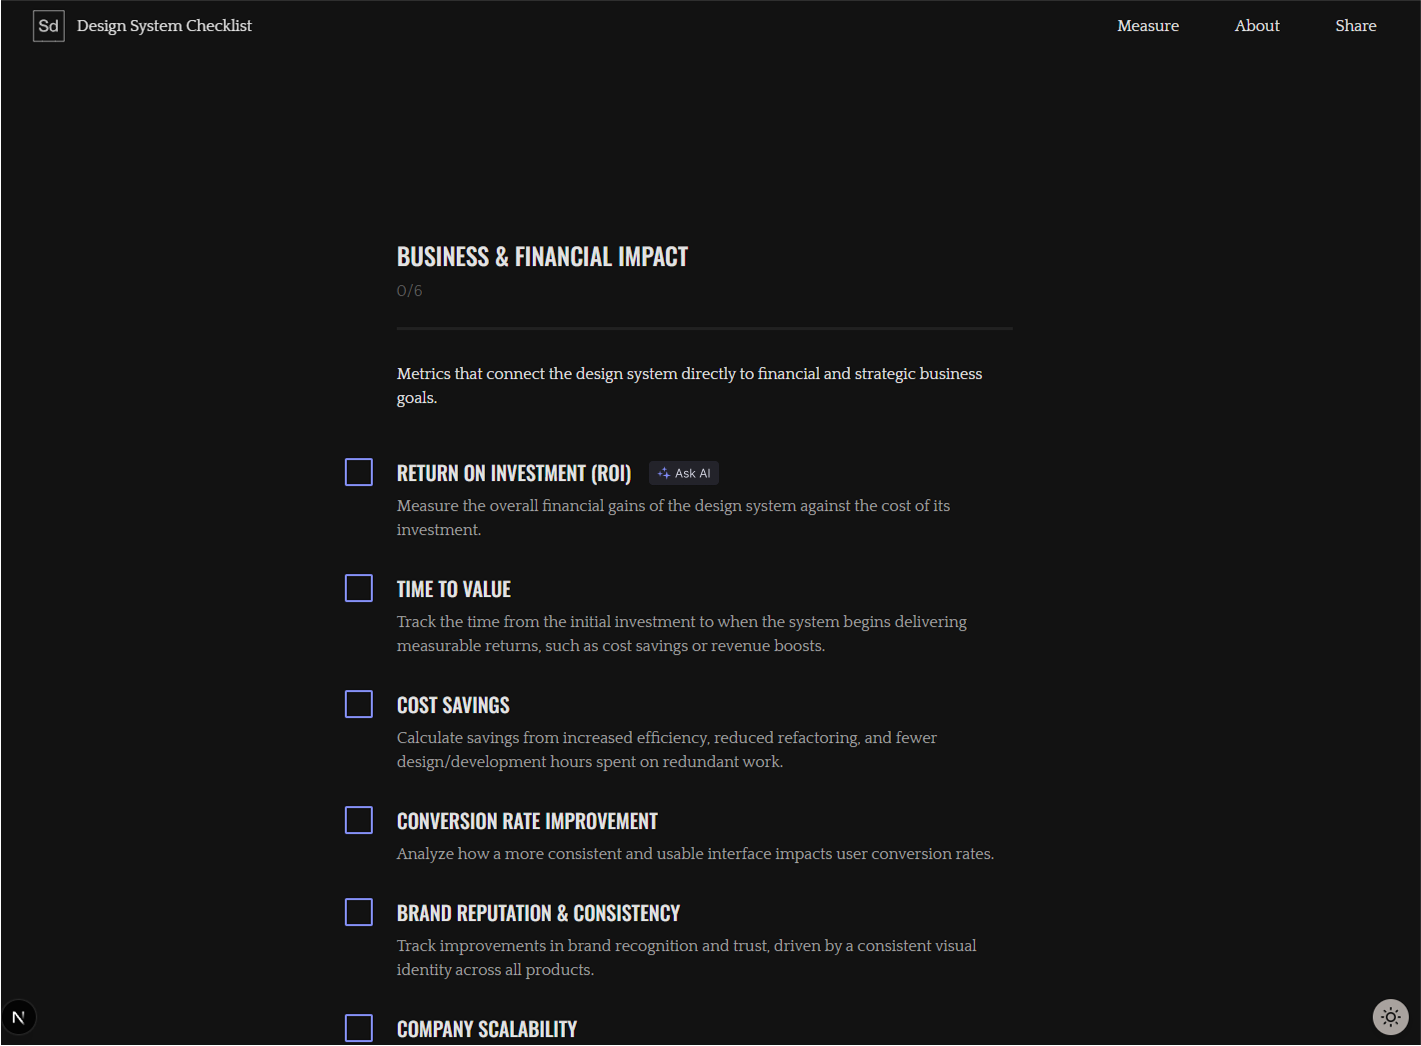 Sd Design System Checklist
Measure About Share
BUSINESS & FINANCIAL IMPACT
0/6
Metrics that connect the design system directly to financial and strategic business
goals.
RETURN ON INVESTMENT (ROI) Ask AI
Measure the overall financial gains of the design system against the cost of its
investment.
TIME TO VALUE
Track the time from the initial investment to when the system begins delivering
measurable returns, such as cost savings or revenue boosts.
COST SAVINGS
Calculate savings from increased efficiency, reduced refactoring, and fewer
design/development hours spent on redundant work.
CONVERSION RATE IMPROVEMENT
Analyze how a more consistent and usable interface impacts user conversion rates.
BRAND REPUTATION & CONSISTENCY
Track improvements in brand recognition and trust, driven by a consistent visual
identity across all products.
N
COMPANY SCALABILITY